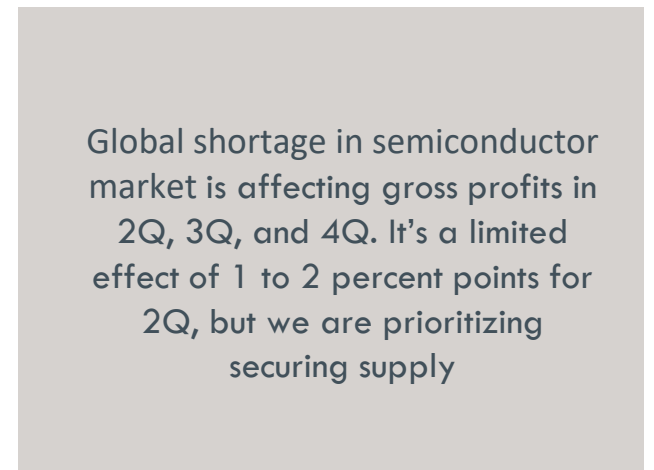 Global shortage in semiconductor
market is affecting gross profits in
2Q, 3Q, and 4Q. It’s a limited
effect of 1 to 2 percent points for
2Q, but we are prioritizing
securing supply